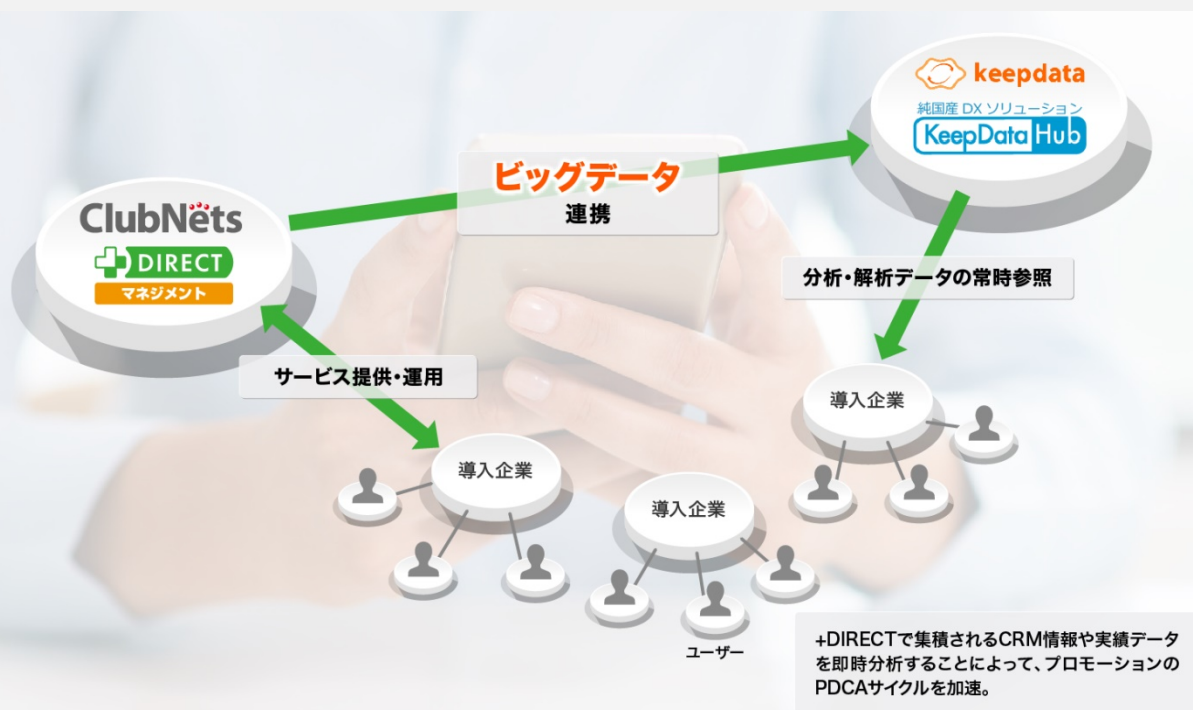 keepdata
純国産 DX ソリューション
KeepData Hub
ビッグデータ
連携
ClubNets
DIRECT
マネジメント
分析・解析データの常時参照
サービス提供・運用
導入企業
導入企業
導入企業
ユーザー
+DIRECTで集積されるCRM情報や実績データ
を即時分析することによって、プロモーションの
PDCAサイクルを加速。